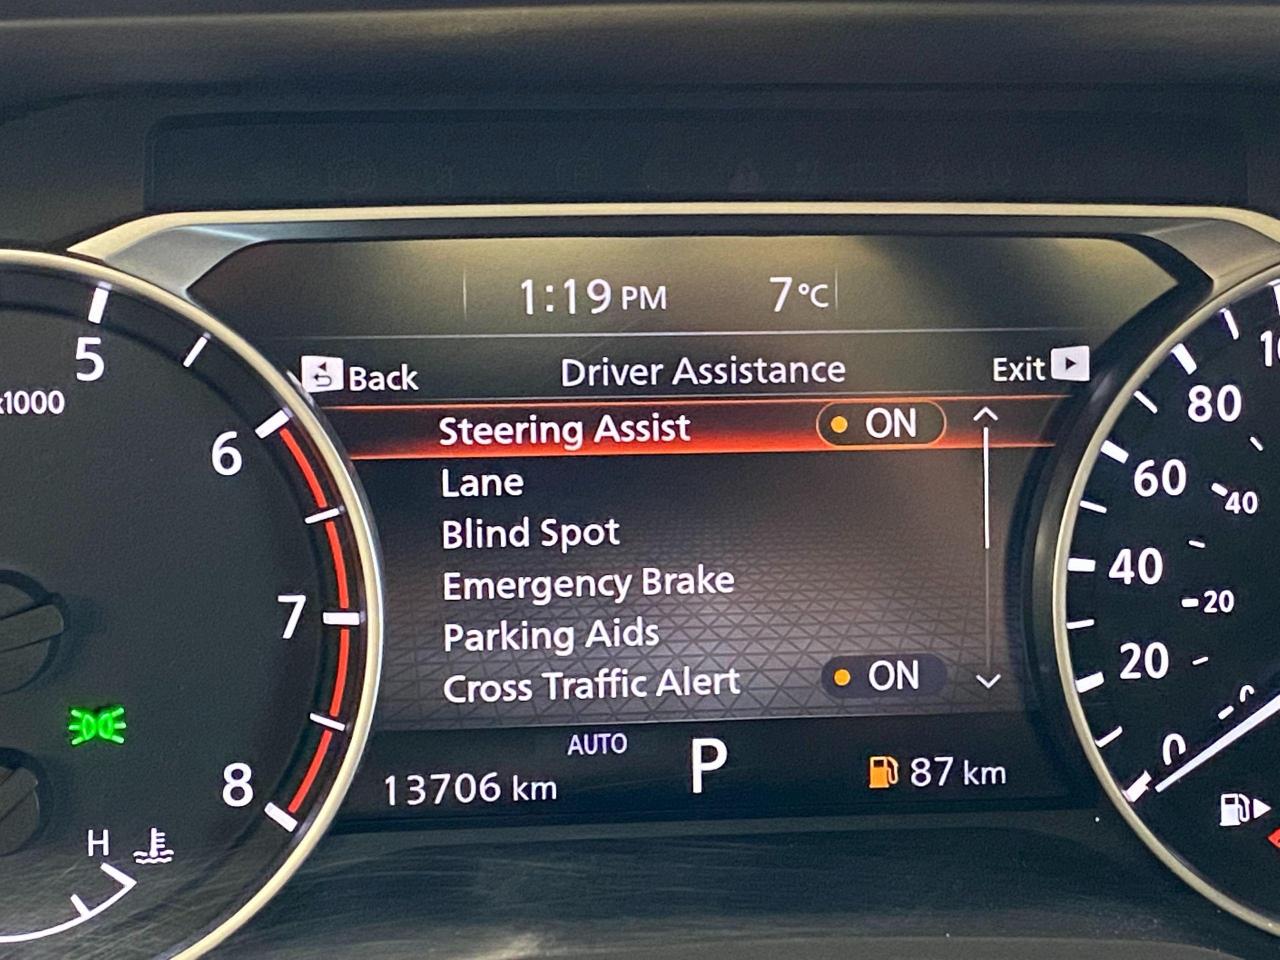 1:19 PM 7°C
Back Driver Assistance Exit
Steering Assist ON
Lane
Blind Spot
Emergency Brake
Parking Aids
Cross Traffic Alert ON
AUTO P
13706 km 87 km
5
x1000
6
7
8
H
80
60
40
40
20
20
0
0